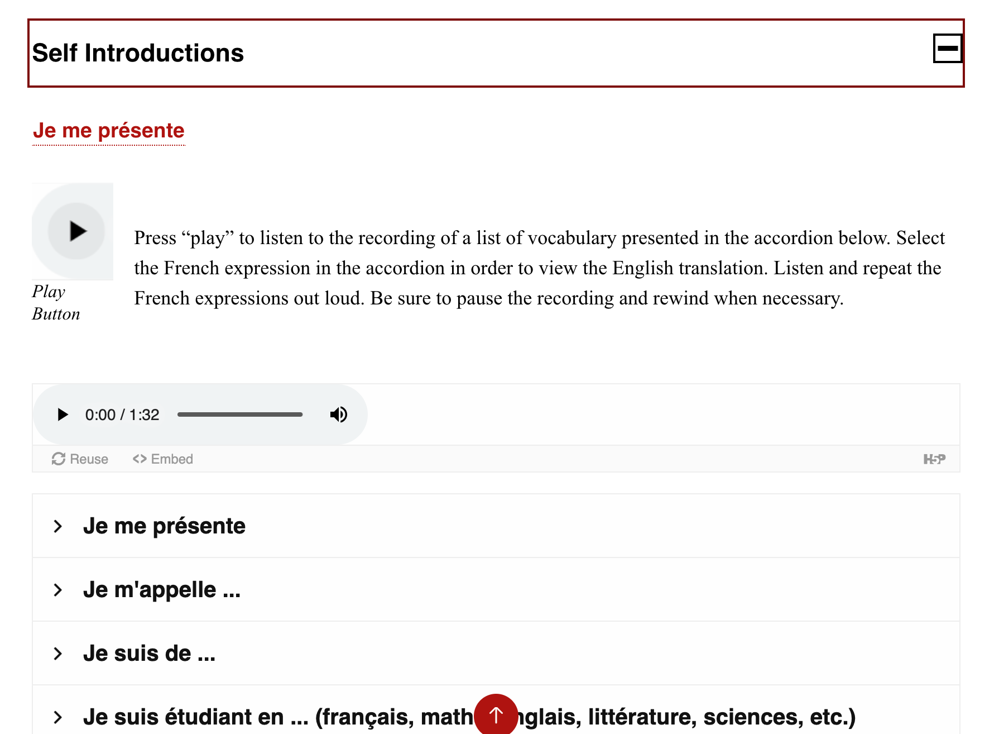 Self Introductions
Je me présente
Play
Button
Press “play” to listen to the recording of a list of vocabulary presented in the accordion below. Select
the French expression in the accordion in order to view the English translation. Listen and repeat the
French expressions out loud. Be sure to pause the recording and rewind when necessary.
0:00 / 1:32
Reuse <> Embed H5P
Je me présente
Je m'appelle ...
Je suis de ...
Je suis étudiant en ... (français, math nglais, littérature, sciences, etc.)